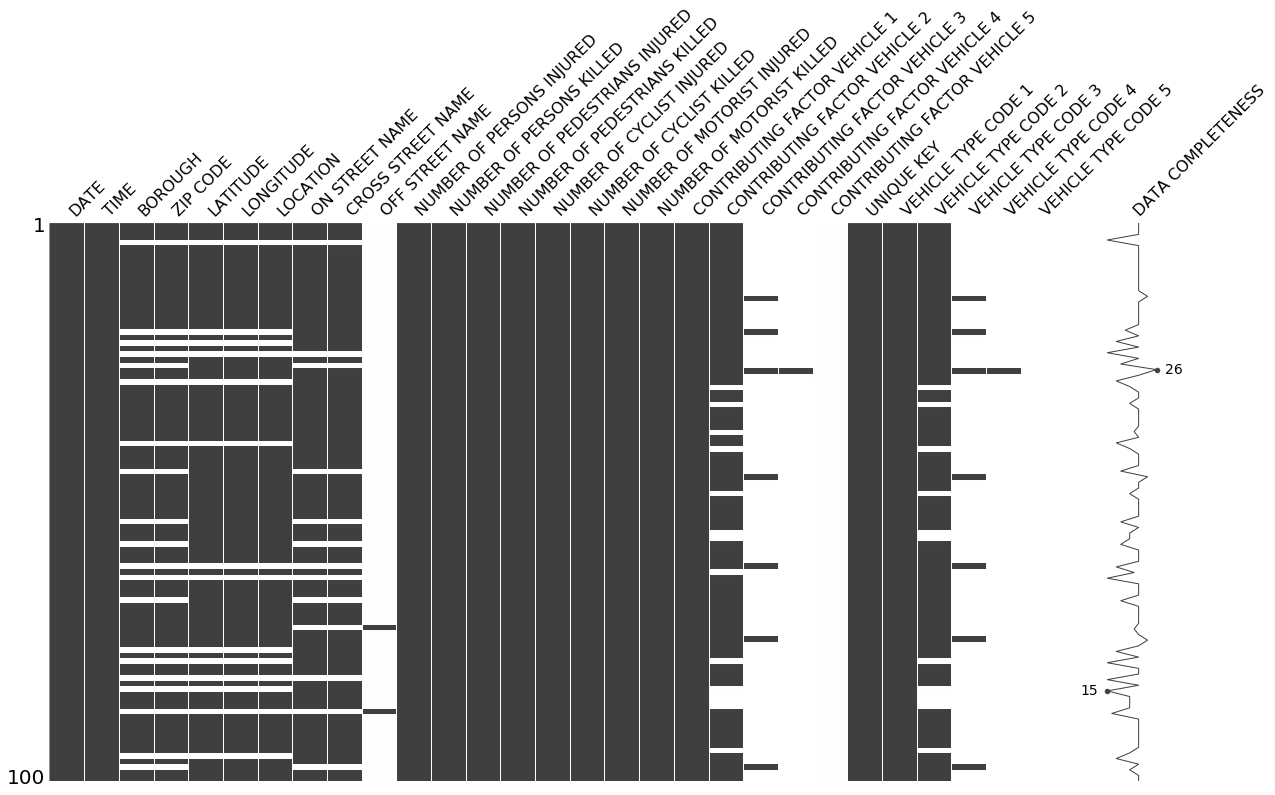 DATE
TIME
BOROUGH
ZIP CODE
LATITUDE
LONGITUDE
LOCATION
ON STREET NAME
CROSS STREET NAME
OFF STREET NAME
NUMBER OF PERSONS INJURED
NUMBER OF PERSONS KILLED
NUMBER OF PEDESTRIANS INJURED
NUMBER OF PEDESTRIANS KILLED
NUMBER OF CYCLIST INJURED
NUMBER OF CYCLIST KILLED
NUMBER OF MOTORIST INJURED
NUMBER OF MOTORIST KILLED
CONTRIBUTING FACTOR VEHICLE 1
CONTRIBUTING FACTOR VEHICLE 2
CONTRIBUTING FACTOR VEHICLE 3
CONTRIBUTING FACTOR VEHICLE 4
CONTRIBUTING FACTOR VEHICLE 5
UNIQUE KEY
VEHICLE TYPE CODE 1
VEHICLE TYPE CODE 2
VEHICLE TYPE CODE 3
VEHICLE TYPE CODE 4
VEHICLE TYPE CODE 5
DATA COMPLETENESS
1
26
15
100